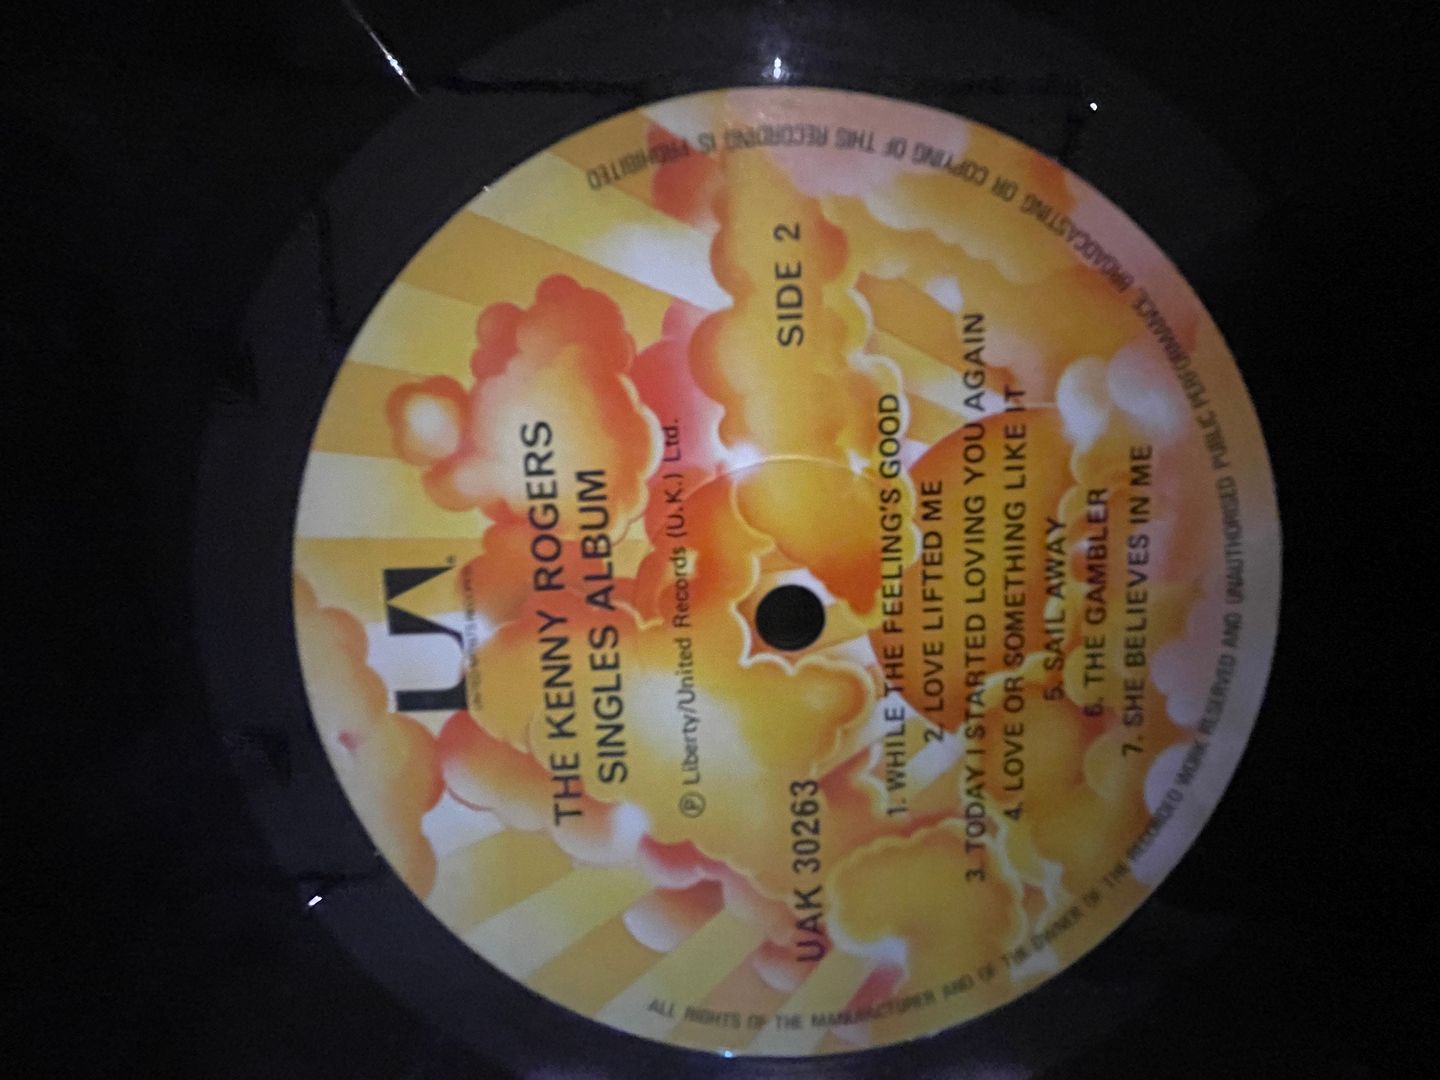 UA
THE KENNY ROGERS
SINGLES ALBUM
Ⓟ Liberty/United Records (U.K.) Ltd.
UAK 30263
SIDE 2
1. WHILE THE FEELING'S GOOD
2. LOVE LIFTED ME
3. TODAY I STARTED LOVING YOU AGAIN
4. LOVE OR SOMETHING LIKE IT
5. SAIL AWAY
6. THE GAMBLER
7. SHE BELIEVES IN ME
ALL RIGHTS OF THE MANUFACTURER AND OF THE OWNER OF THE RECORDED WORK RESERVED AND UNAUTHORISED PUBLIC PERFORMANCE, BROADCASTING OR COPYING OF THIS RECORDING IS PROHIBITED